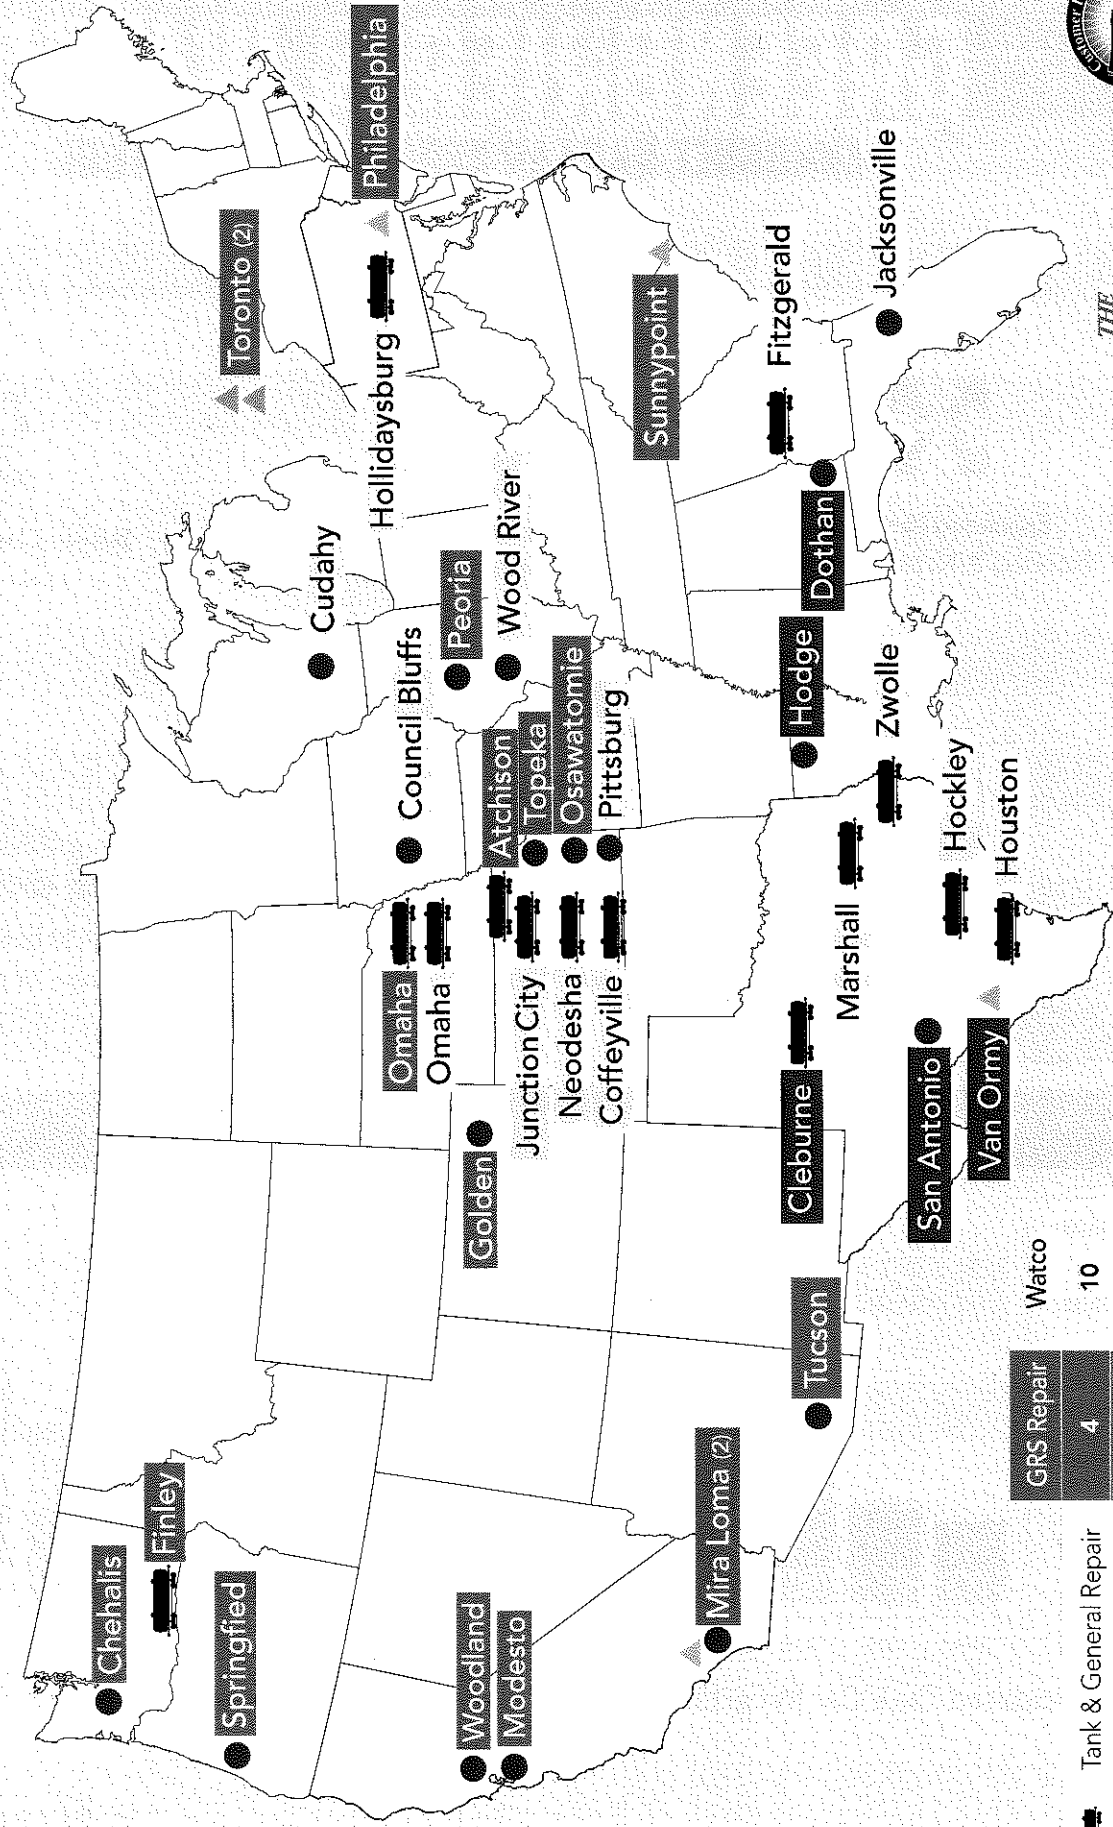 Chehalis
Finley
Springfied
Woodland
Modesto
Mira Loma (2)
Tucson
Golden
Omaha
Omaha
Council Bluffs
Cudahy
Atchison
Topeka
Osawatomie
Pittsburg
Junction City
Neodesha
Coffeyville
Peoria
Wood River
Toronto (2)
Hollidaysburg
Philadelphia
Sunnypoint
Fitzgerald
Jacksonville
Dothan
Hodge
Zwolle
Marshall
Cleburne
Hockley
Houston
San Antonio
Van Ormy
GRS Repair
Watco
Tank & General Repair
4
10
THE
Customer